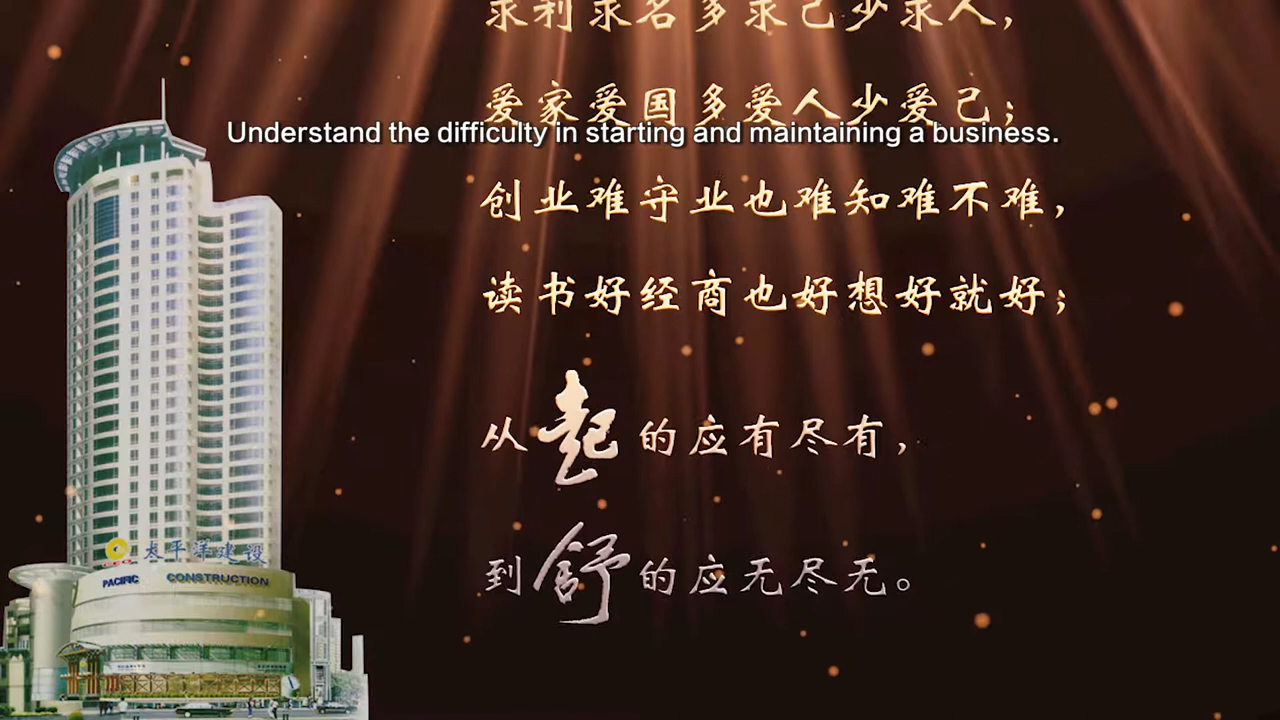 求利求名多求己少求人，
爱家爱国多爱人少爱己；
Understand the difficulty in starting and maintaining a business.
创业难守业也难知难不难，
读书好经商也好想好就好；
从起的应有尽有，
到舒的应无尽无。
太平洋建设
PACIFIC CONSTRUCTION